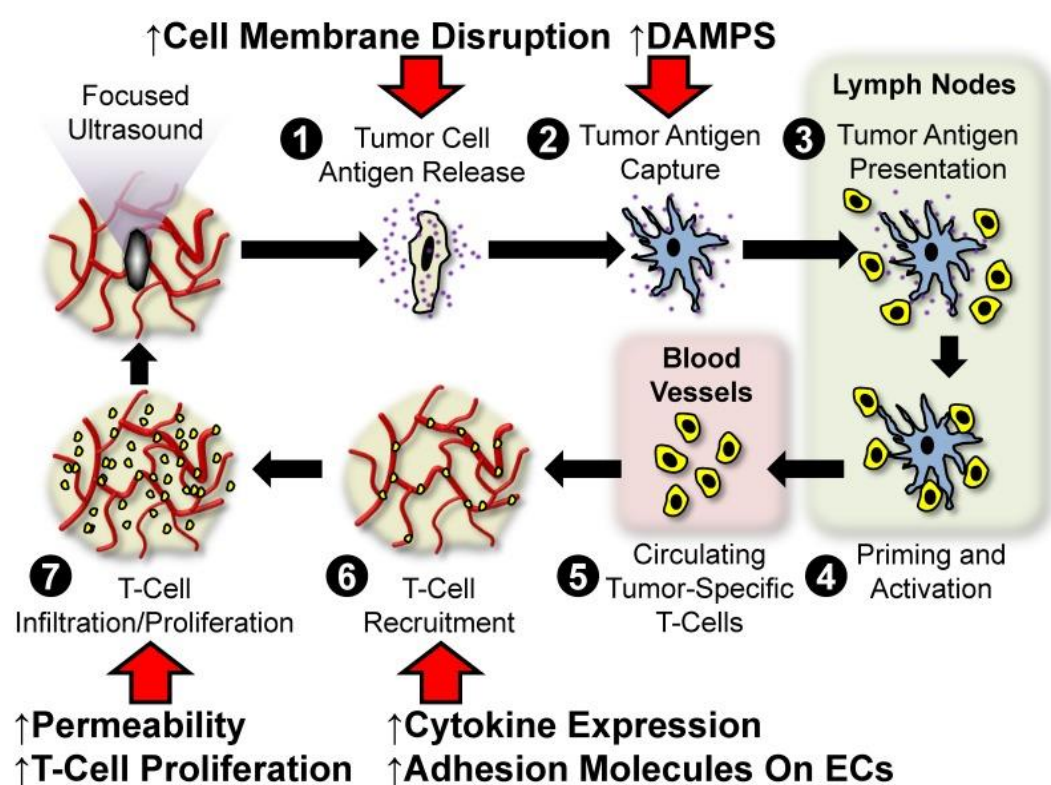 ↑Cell Membrane Disruption ↑DAMPS
Focused
Ultrasound
1 Tumor Cell
Antigen Release
2 Tumor Antigen
Capture
Lymph Nodes
3 Tumor Antigen
Presentation
Blood
Vessels
7 T-Cell
Infiltration/Proliferation
6 T-Cell
Recruitment
5 Circulating
Tumor-Specific
T-Cells
4 Priming and
Activation
↑Permeability
↑T-Cell Proliferation
↑Cytokine Expression
↑Adhesion Molecules On ECs